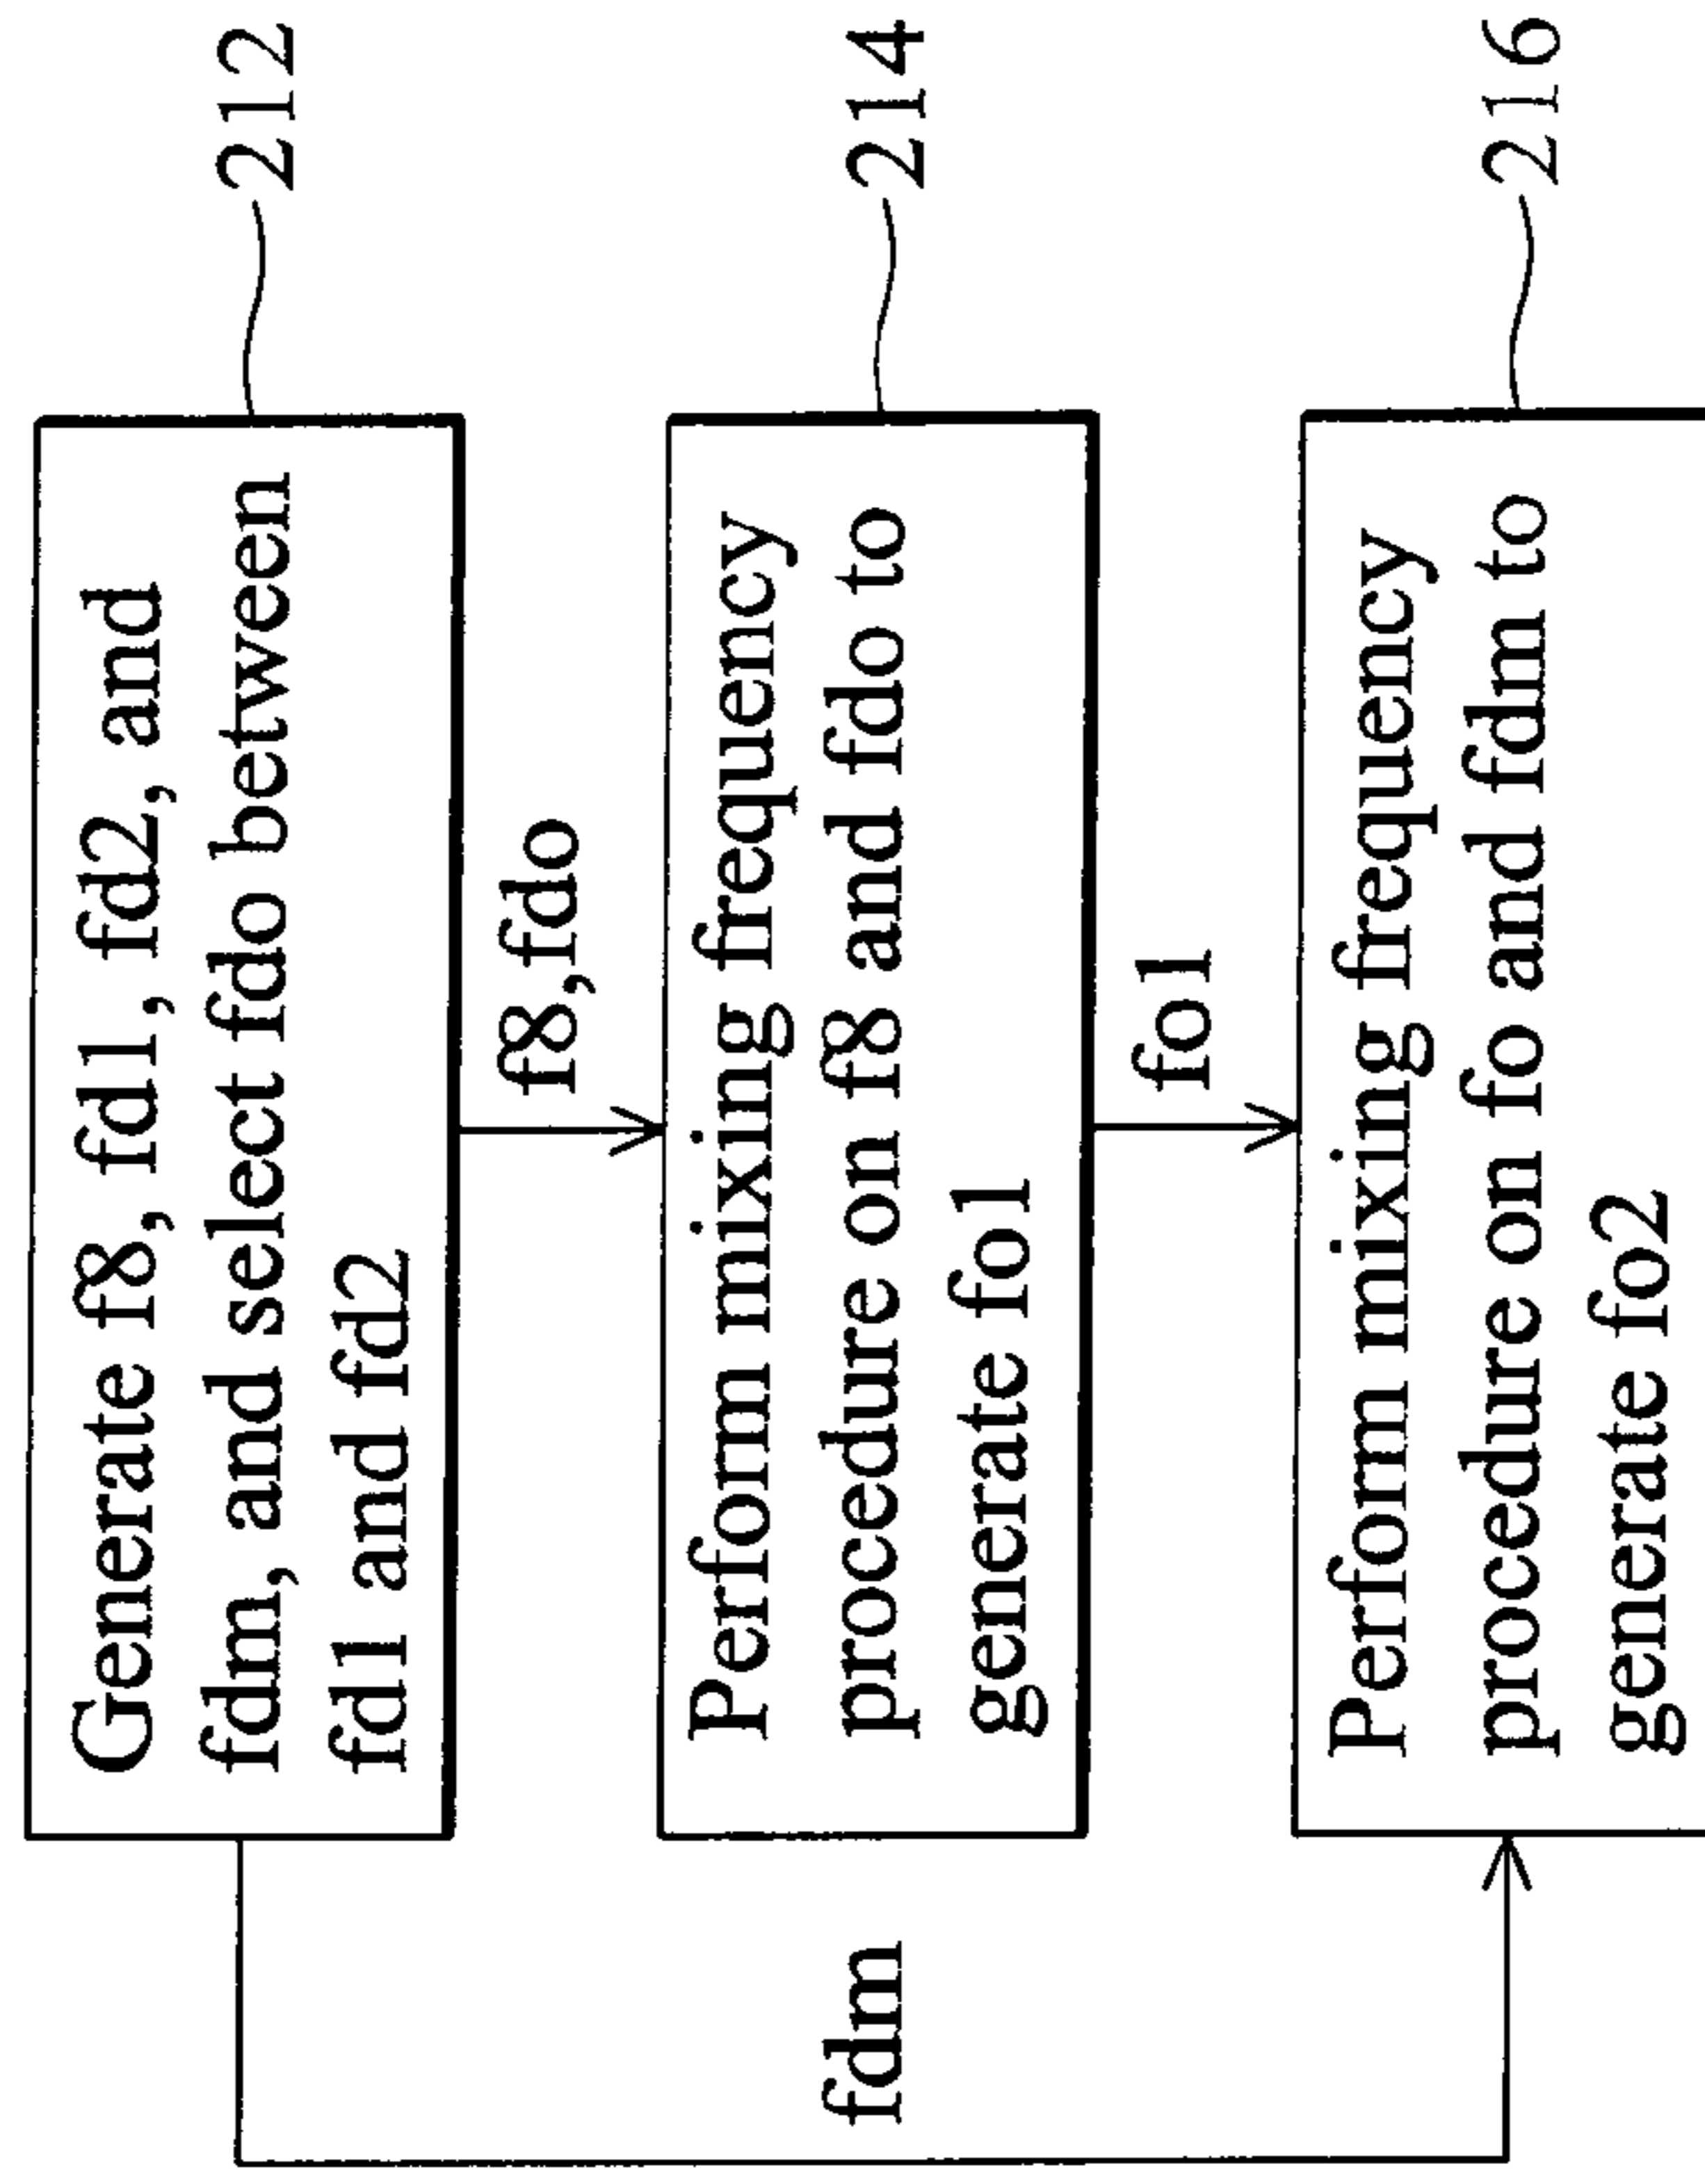 Generate f8, fd1, fd2, and
fdm, and select fdo between
fd1 and fd2
212
f8,fdo
Perform mixing frequency
procedure on f8 and fdo to
generate fo1
214
fo1
fdm
Perform mixing frequency
procedure on fo and fdm to
generate fo2
216